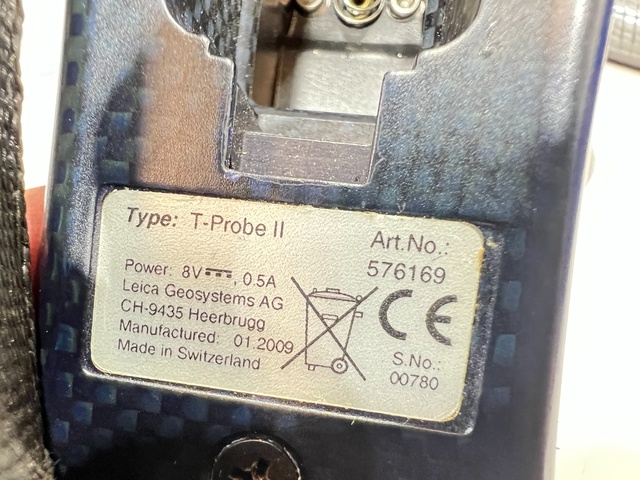 Type: T-Probe II
Art.No.:
576169
Power: 8V⎓, 0.5A
Leica Geosystems AG
CH-9435 Heerbrugg
Manufactured: 01.2009
Made in Switzerland
CE
S.No.:
00780